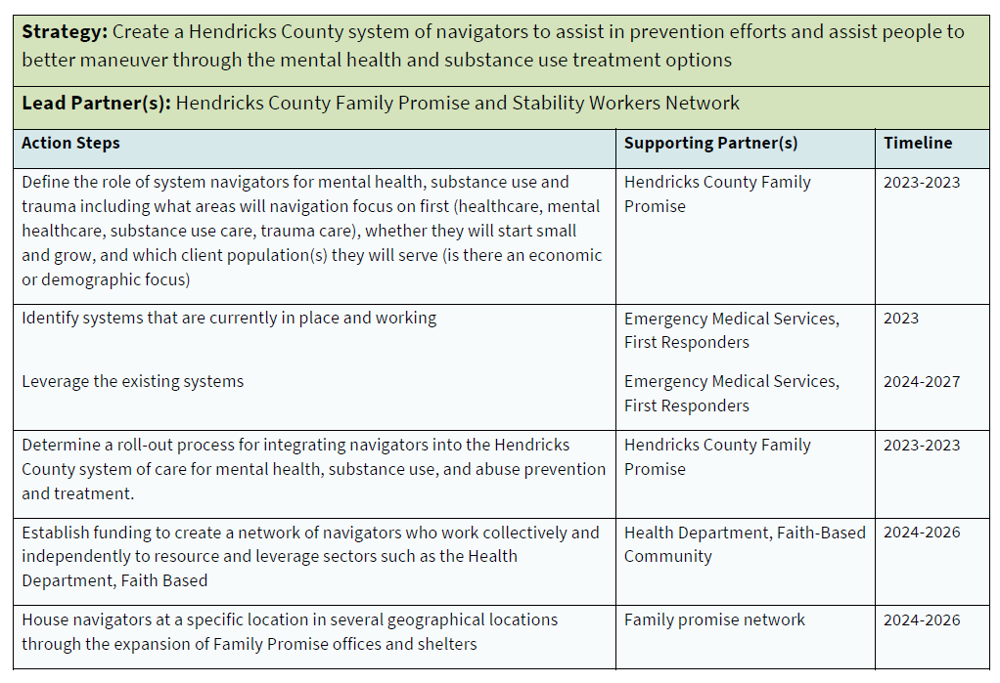 Strategy: Create a Hendricks County system of navigators to assist in prevention efforts and assist people to
better maneuver through the mental health and substance use treatment options
Lead Partner(s): Hendricks County Family Promise and Stability Workers Network
Action Steps
Supporting Partner(s)
Timeline
Define the role of system navigators for mental health, substance use and
trauma including what areas will navigation focus on first (healthcare, mental
healthcare, substance use care, trauma care), whether they will start small
and grow, and which client population(s) they will serve (is there an economic
or demographic focus)
Hendricks County Family
Promise
2023-2023
Identify systems that are currently in place and working
Emergency Medical Services,
First Responders
2023
Leverage the existing systems
Emergency Medical Services,
First Responders
2024-2027
Determine a roll-out process for integrating navigators into the Hendricks
County system of care for mental health, substance use, and abuse prevention
and treatment.
Hendricks County Family
Promise
2023-2023
Establish funding to create a network of navigators who work collectively and
independently to resource and leverage sectors such as the Health
Department, Faith Based
Health Department, Faith-Based
Community
2024-2026
House navigators at a specific location in several geographical locations
through the expansion of Family Promise offices and shelters
Family promise network
2024-2026